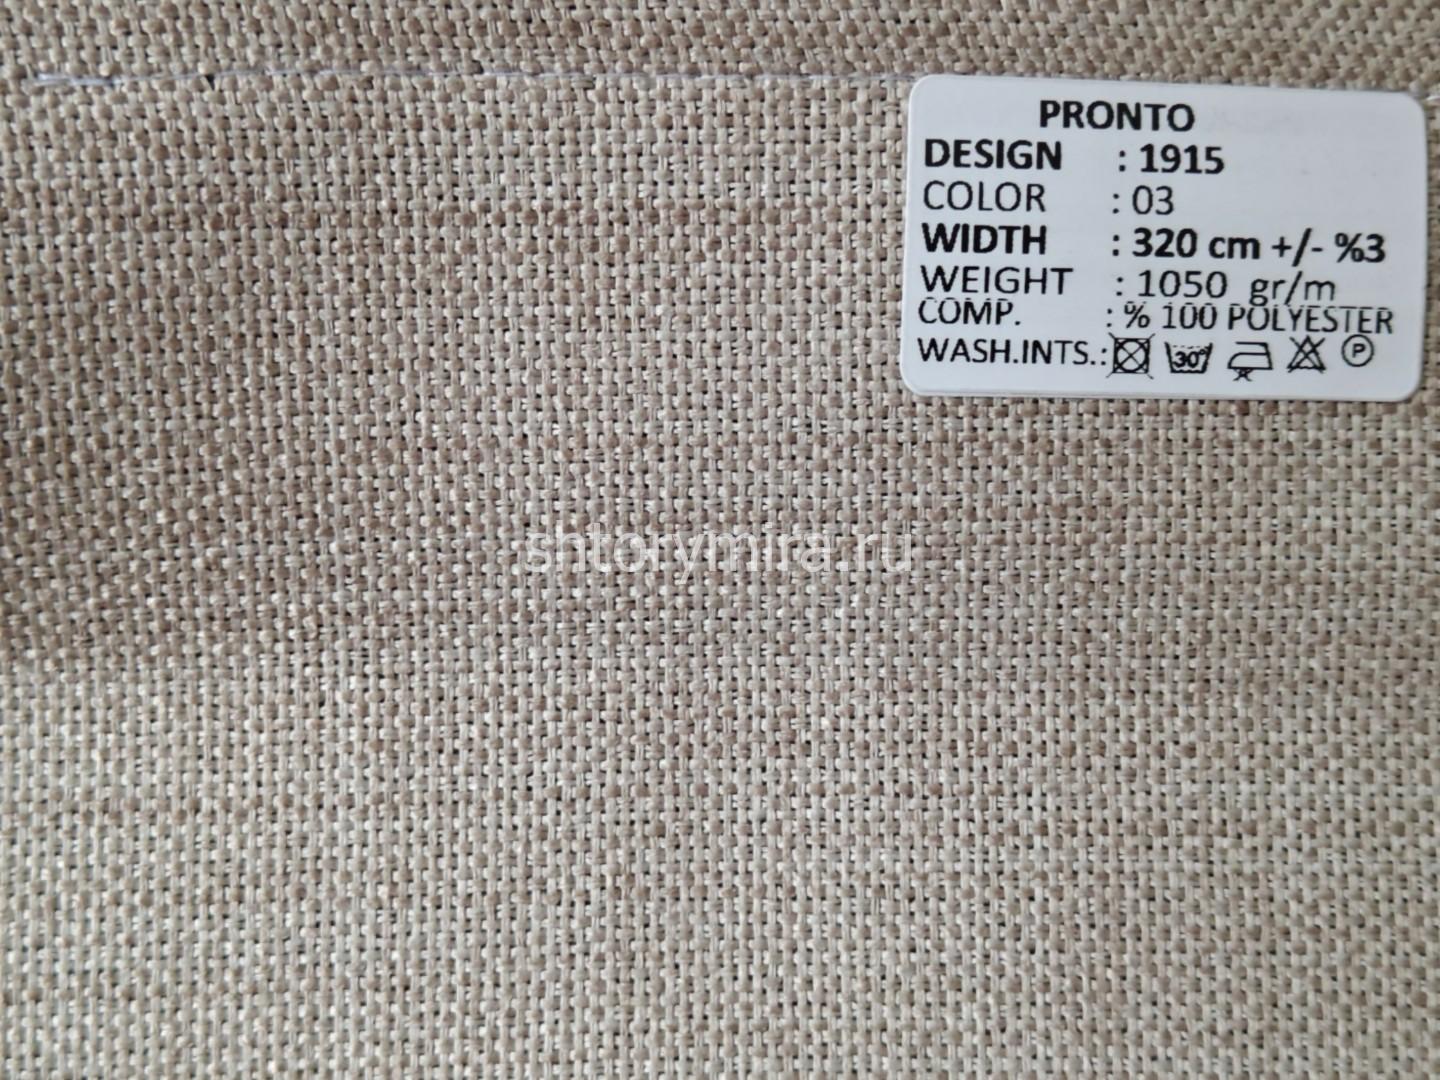 PRONTO
DESIGN : 1915
COLOR : 03
WIDTH : 320 cm +/- %3
WEIGHT : 1050 gr/m
COMP. : % 100 POLYESTER
WASH.INTS.: 30° P
shtorymira.ru